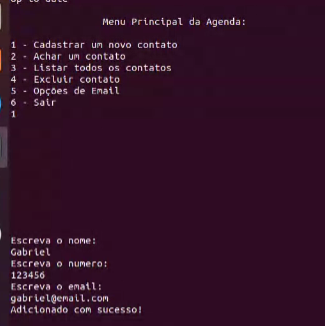 up to date
Menu Principal da Agenda:
1 - Cadastrar um novo contato
2 - Achar um contato
3 - Listar todos os contatos
4 - Excluir contato
5 - Opções de Email
6 - Sair
1
Escreva o nome:
Gabriel
Escreva o numero:
123456
Escreva o email:
gabriel@email.com
Adicionado com sucesso!